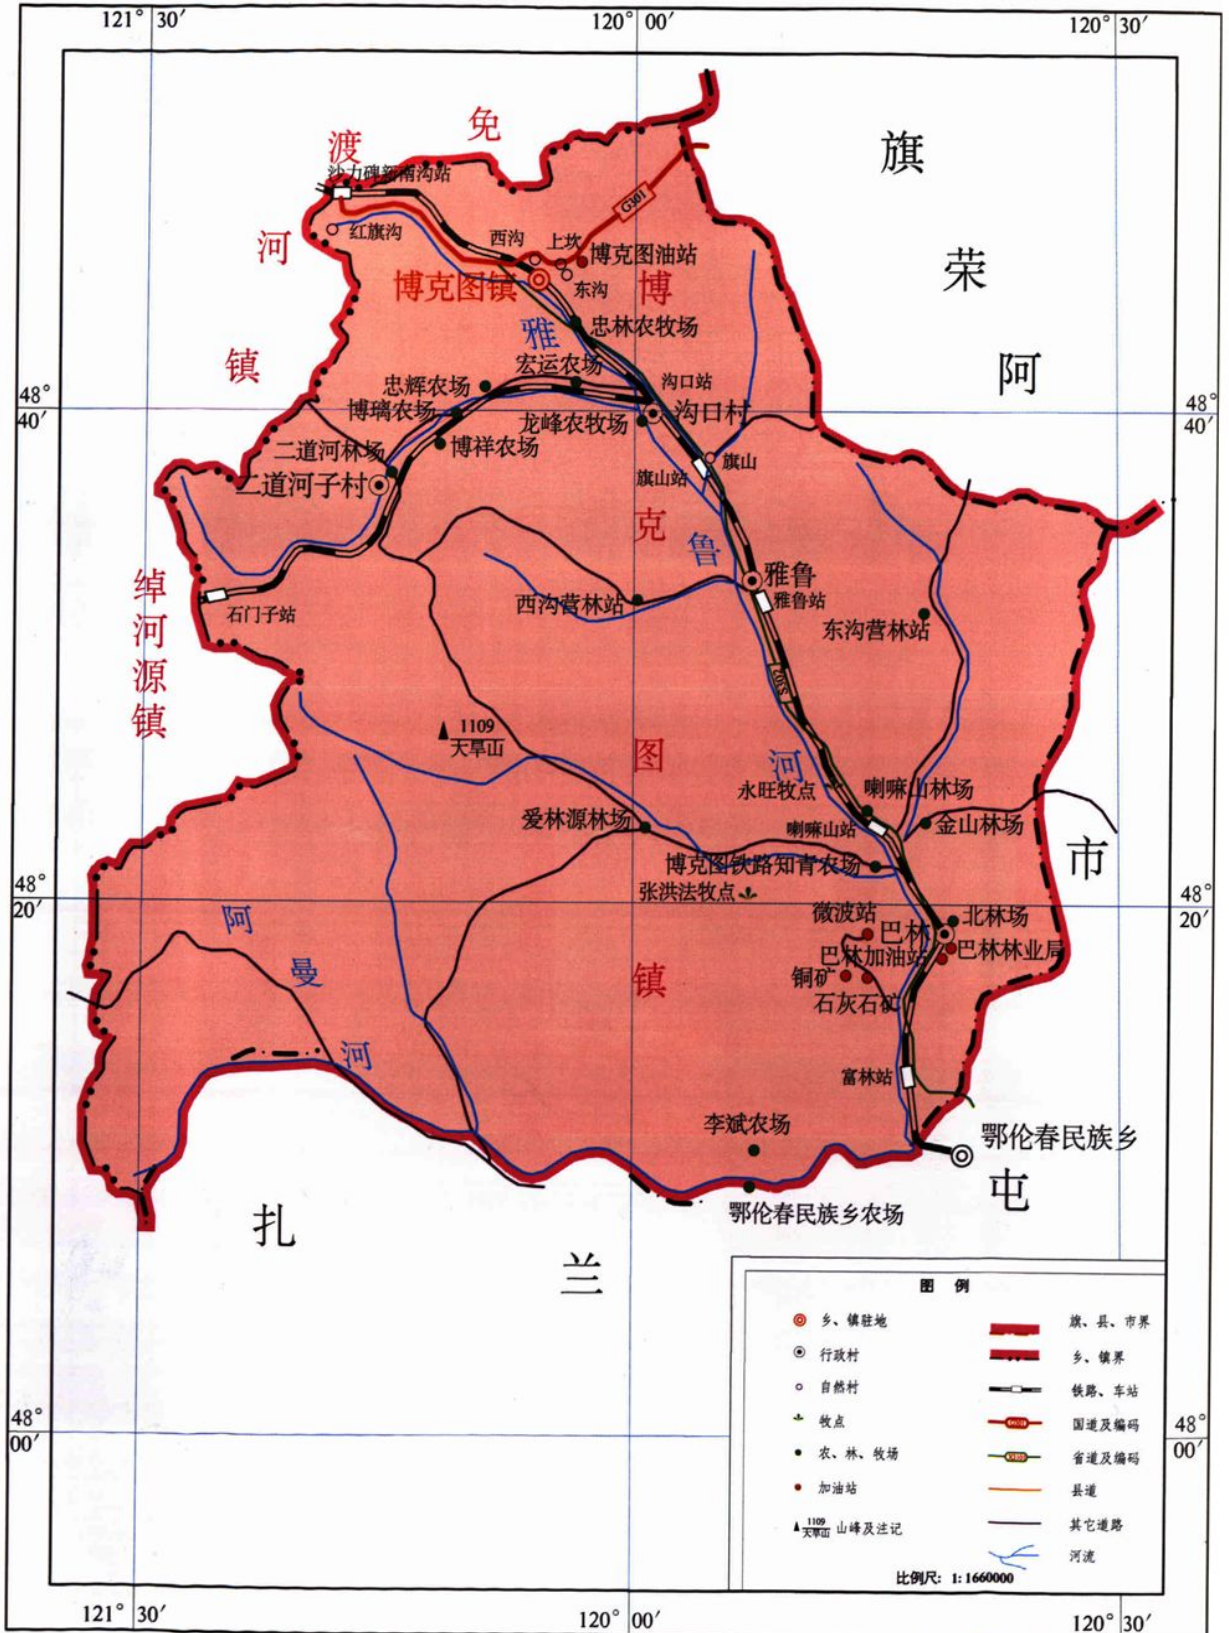 121° 30′
120° 00′
120° 30′
免
渡
河
镇
旗
荣
阿
沙力碑新南沟站
红旗沟
西沟
上坎
G301
博克图油站
博克图镇
东沟
博
雅
忠林农牧场
宏运农场
沟口站
忠辉农场
博璃农场
龙峰农牧场
沟口村
48°
40′
48°
40′
二道河林场
博祥农场
旗山
旗山站
二道河子村
克
鲁
绰
河
源
镇
石门子站
西沟营林站
雅鲁
雅鲁站
东沟营林站
S302
1109
天旱山
图
河
永旺牧点
喇嘛山林场
爱林源林场
喇嘛山站
金山林场
市
博克图铁路知青农场
张洪法牧点
48°
20′
48°
20′
阿
曼
河
微波站
巴林
北林场
巴林加油站
巴林林业局
镇
铜矿
石灰石矿
富林站
李斌农场
鄂伦春民族乡
屯
鄂伦春民族乡农场
扎
兰
图 例
乡、镇驻地
旗、县、市界
行政村
乡、镇界
自然村
铁路、车站
牧点
国道及编码
农、林、牧场
省道及编码
加油站
县道
1109
天旱山
山峰及注记
其它道路
河流
比例尺: 1:1660000
48°
00′
48°
00′
121° 30′
120° 00′
120° 30′